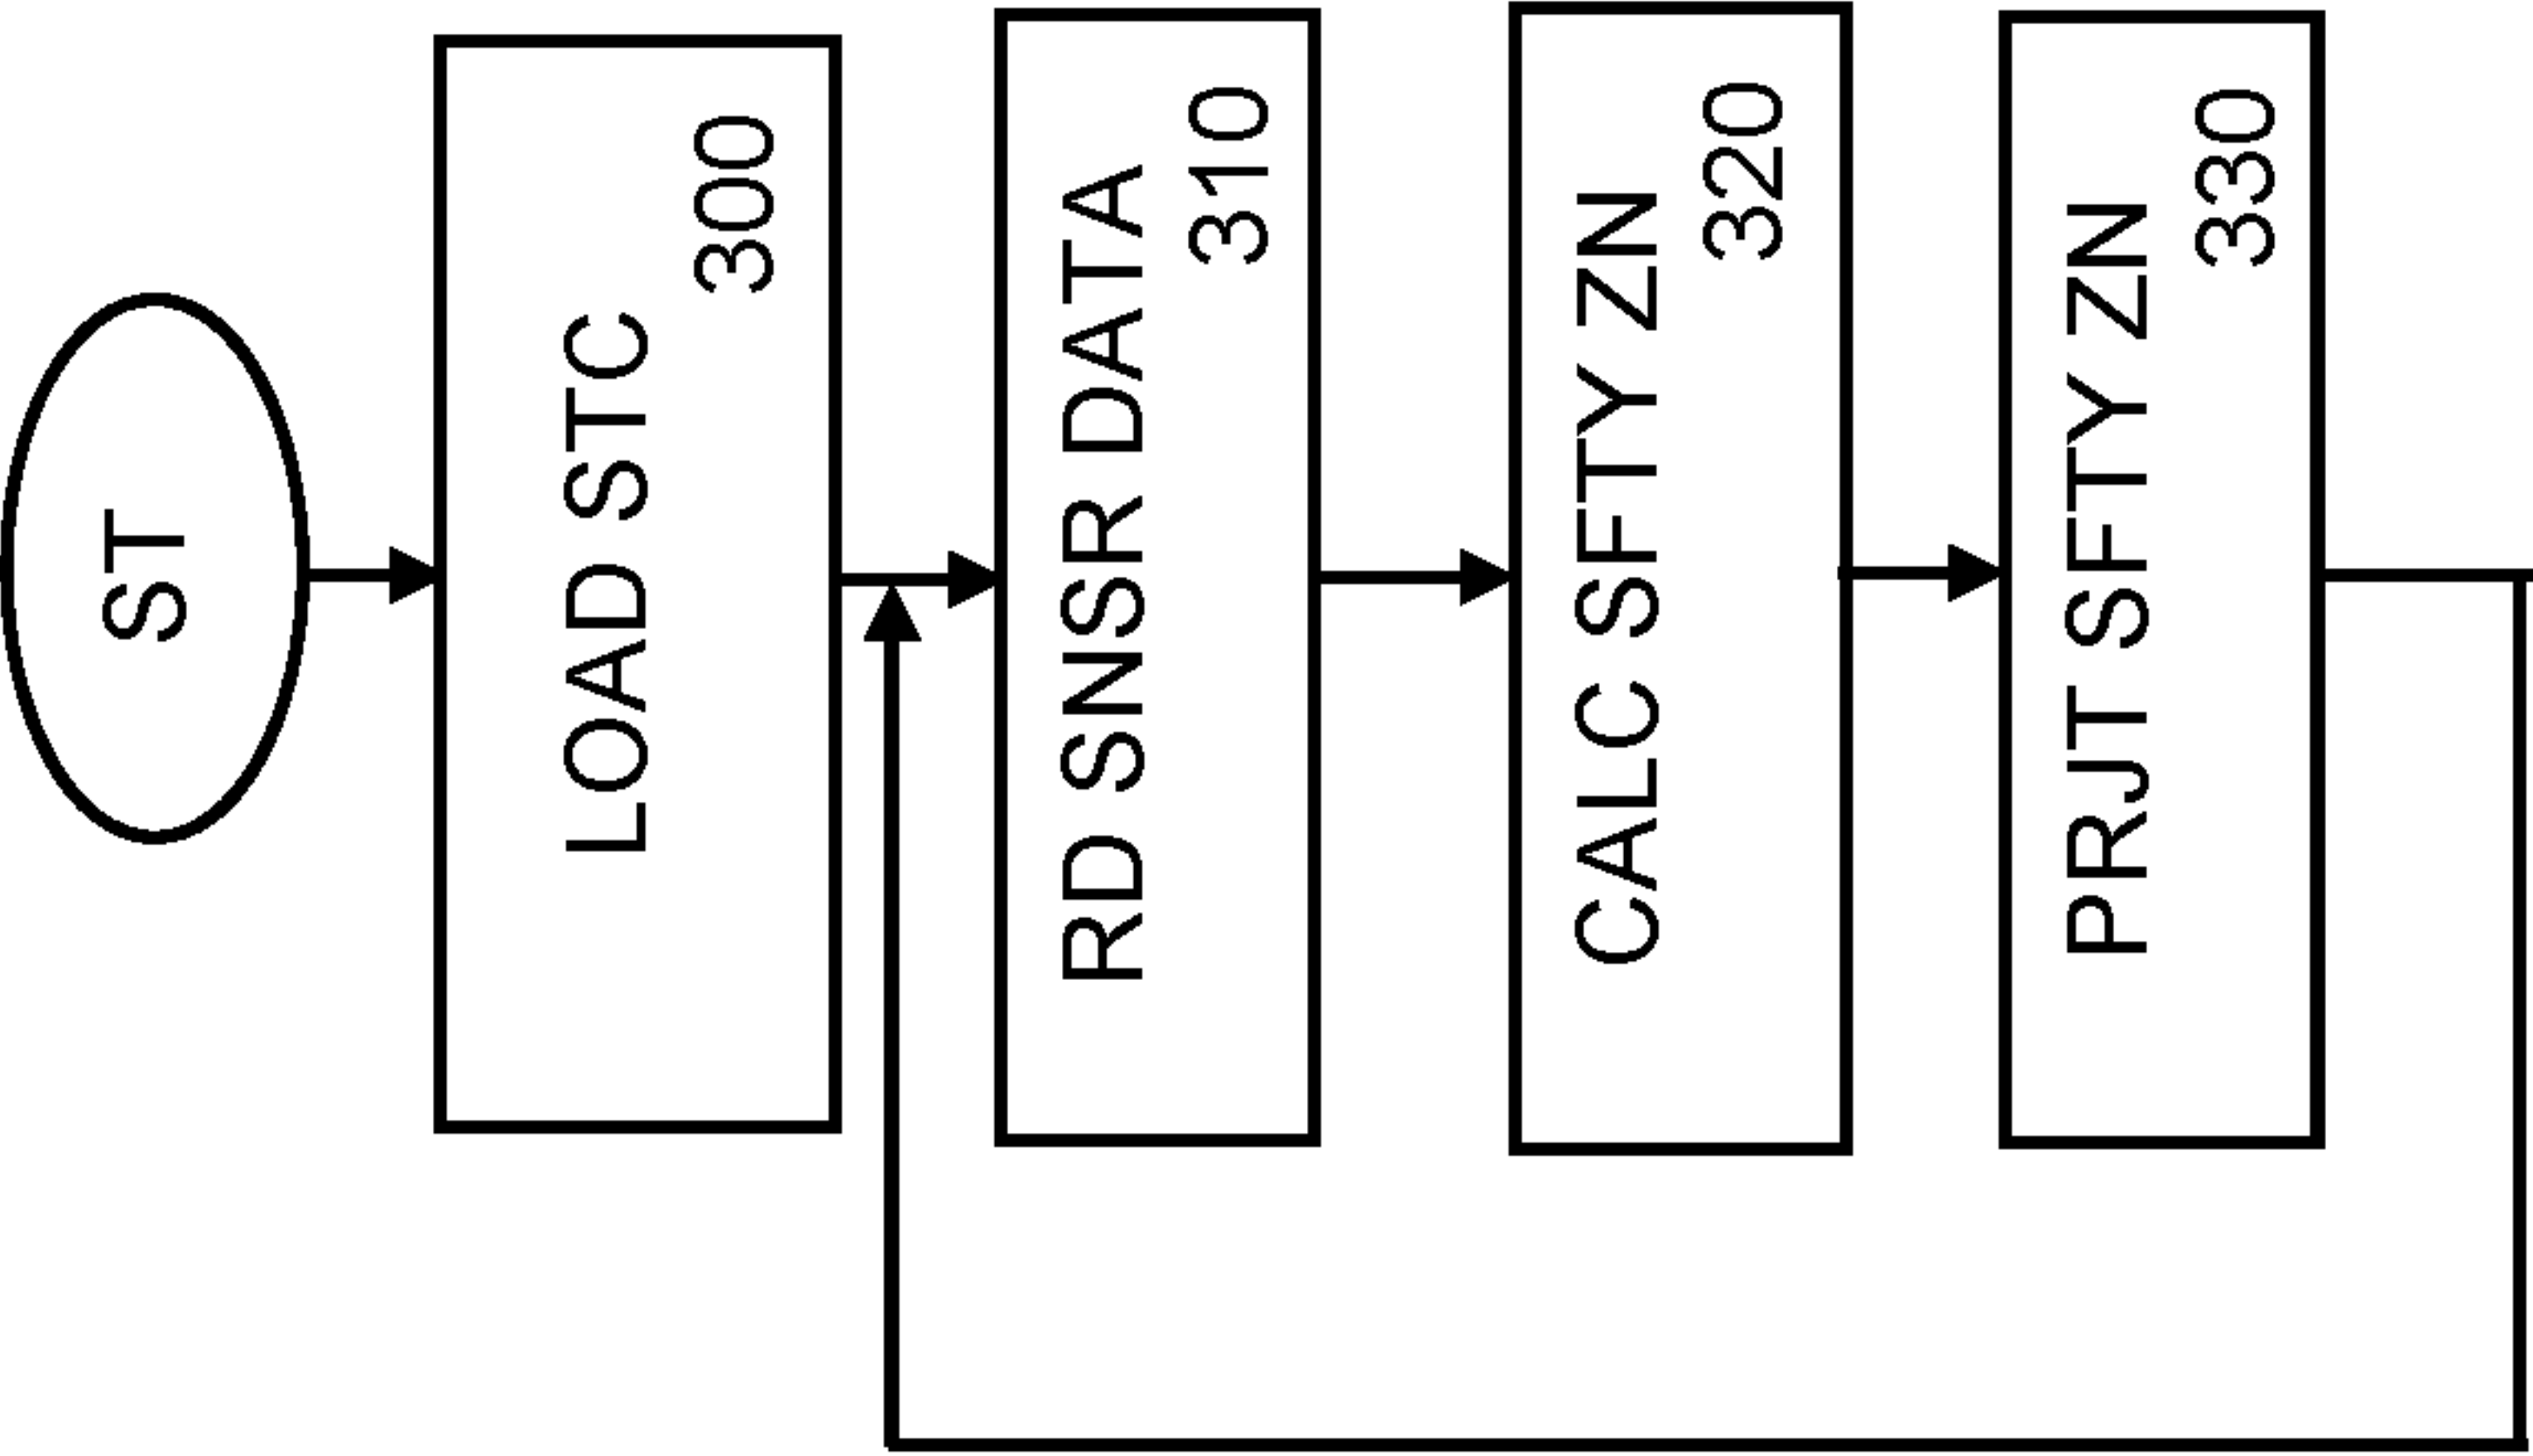 ST
LOAD STC
300
RD SNSR DATA
310
CALC SFTY ZN
320
PRJT SFTY ZN
330